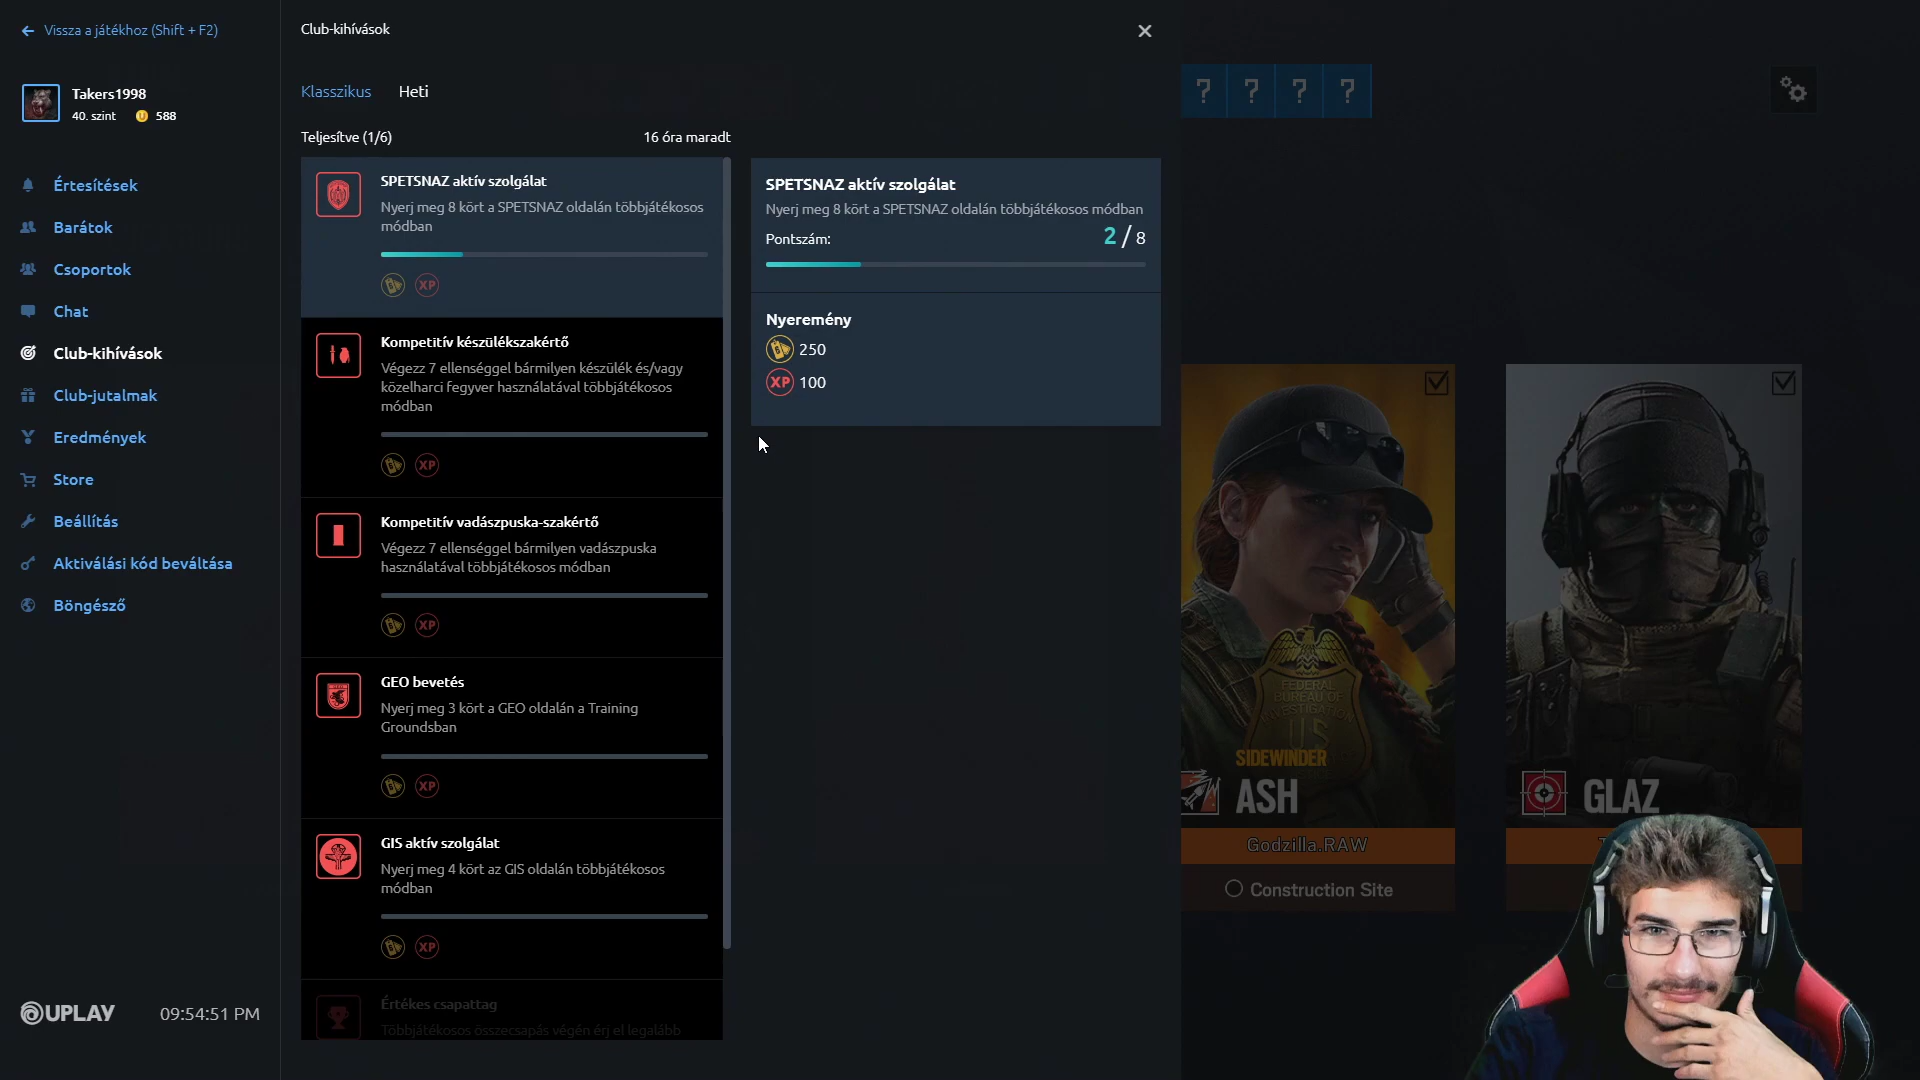 Vissza a játékhoz (Shift + F2)
Takers1998
40. szint
588
Értesítések
Barátok
Csoportok
Chat
Club-kihívások
Club-jutalmak
Eredmények
Store
Beállítás
Aktiválási kód beváltása
Böngésző
UPLAY
09:54:51 PM
Club-kihívások
Klasszikus
Heti
Teljesítve (1/6)
16 óra maradt
SPETSNAZ aktív szolgálat
Nyerj meg 8 kört a SPETSNAZ oldalán többjátékosos
módban
XP
Kompetitív készülékszakértő
Végezz 7 ellenséggel bármilyen készülék és/vagy
közelharci fegyver használatával többjátékosos
módban
XP
Kompetitív vadászpuska-szakértő
Végezz 7 ellenséggel bármilyen vadászpuska
használatával többjátékosos módban
XP
GEO bevetés
Nyerj meg 3 kört a GEO oldalán a Training
Groundsban
XP
GIS aktív szolgálat
Nyerj meg 4 kört az GIS oldalán többjátékosos
módban
XP
Értékes csapattag
Többjátékosos összecsapás végén érj el legalább
SPETSNAZ aktív szolgálat
Nyerj meg 8 kört a SPETSNAZ oldalán többjátékosos módban
Pontszám:
2 / 8
Nyeremény
250
XP 100
? ? ? ?
FEDERAL
BUREAU OF
INVESTIGATION
US
SIDEWINDER
ASH
Godzilla.RAW
Construction Site
GLAZ